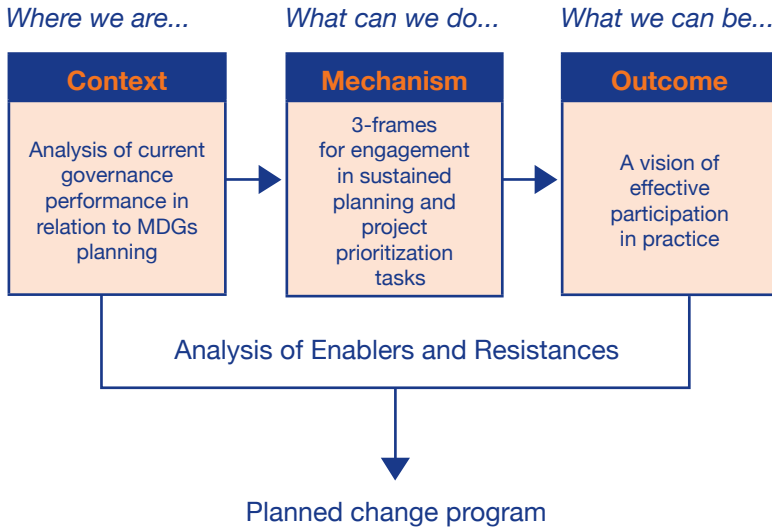 Where we are...
What can we do...
What we can be...
Context
Analysis of current
governance
performance in
relation to MDGs
planning
Mechanism
3-frames
for engagement
in sustained
planning and
project
prioritization
tasks
Outcome
A vision of
effective
participation
in practice
Analysis of Enablers and Resistances
Planned change program